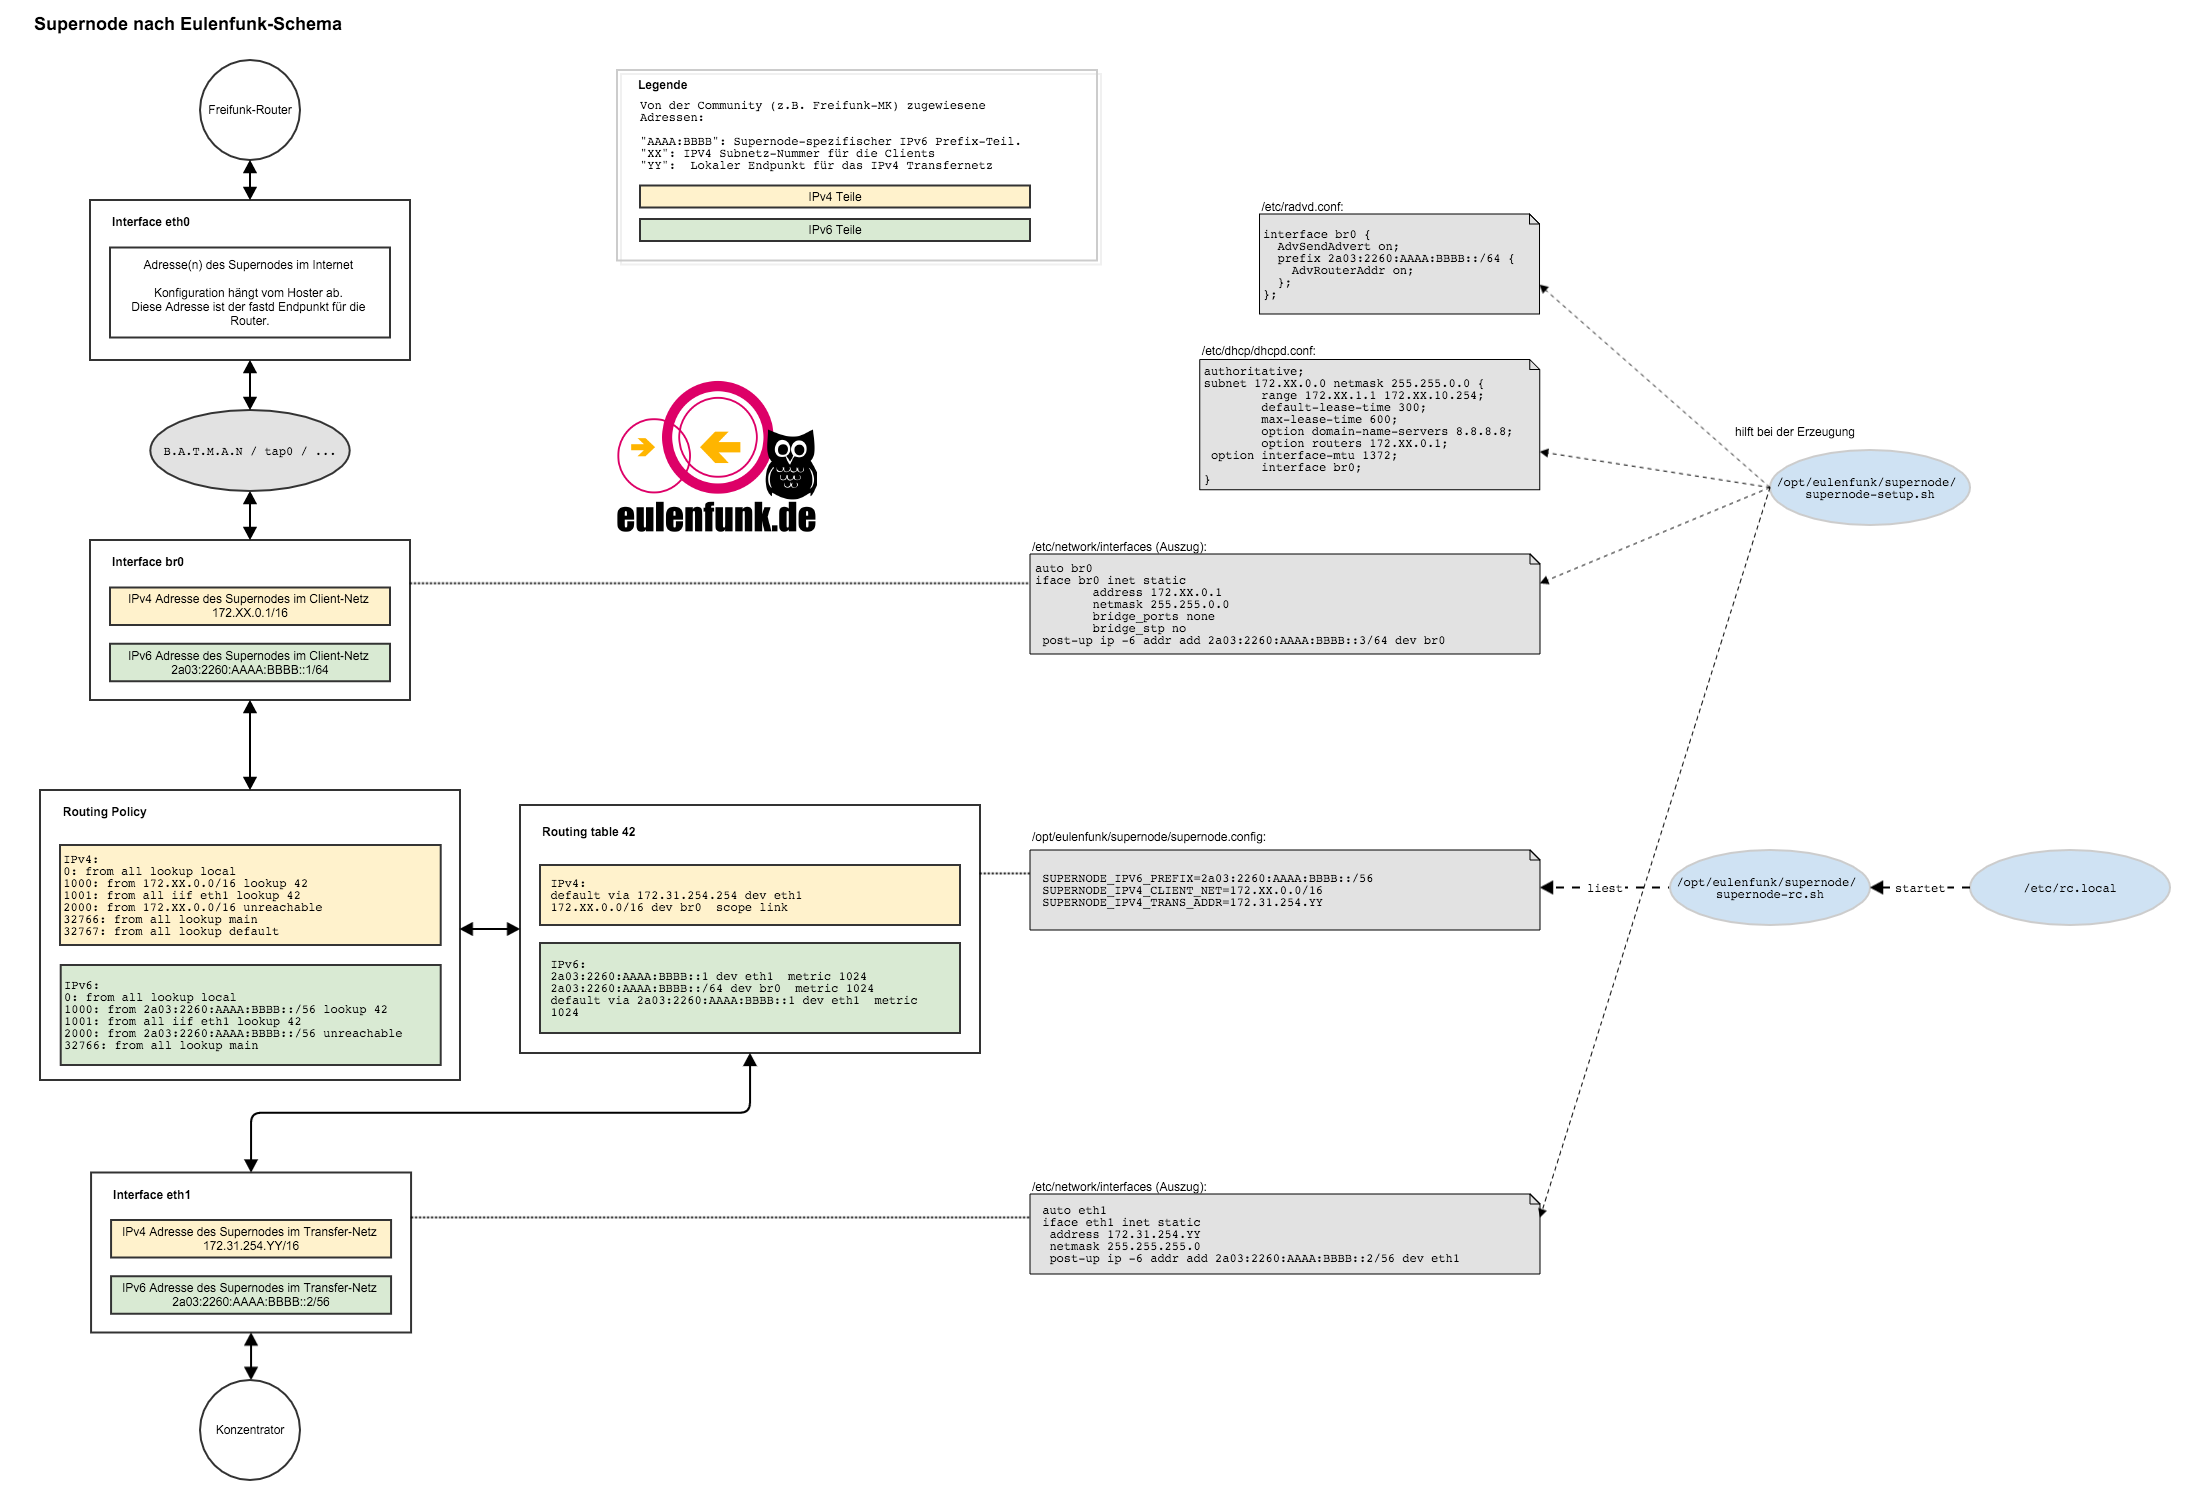 Supernode nach Eulenfunk-Schema
Freifunk-Router
Interface eth0
Adresse(n) des Supernodes im Internet
Konfiguration hängt vom Hoster ab.
Diese Adresse ist der fastd Endpunkt für die
Router.
B.A.T.M.A.N / tap0 / ...
Interface br0
IPv4 Adresse des Supernodes im Client-Netz
172.XX.0.1/16
IPv6 Adresse des Supernodes im Client-Netz
2a03:2260:AAAA:BBBB::1/64
Routing Policy
IPv4:
0: from all lookup local
1000: from 172.XX.0.0/16 lookup 42
1001: from all iif eth1 lookup 42
2000: from 172.XX.0.0/16 unreachable
32766: from all lookup main
32767: from all lookup default
IPv6:
0: from all lookup local
1000: from 2a03:2260:AAAA:BBBB::/56 lookup 42
1001: from all iif eth1 lookup 42
2000: from 2a03:2260:AAAA:BBBB::/56 unreachable
32766: from all lookup main
Routing table 42
IPv4:
default via 172.31.254.254 dev eth1
172.XX.0.0/16 dev br0  scope link
IPv6:
2a03:2260:AAAA:BBBB::1 dev eth1  metric 1024
2a03:2260:AAAA:BBBB::/64 dev br0  metric 1024
default via 2a03:2260:AAAA:BBBB::1 dev eth1  metric
1024
Interface eth1
IPv4 Adresse des Supernodes im Transfer-Netz
172.31.254.YY/16
IPv6 Adresse des Supernodes im Transfer-Netz
2a03:2260:AAAA:BBBB::2/56
Konzentrator
Legende
Von der Community (z.B. Freifunk-MK) zugewiesene
Adressen:
"AAAA:BBBB": Supernode-spezifischer IPv6 Prefix-Teil.
"XX": IPV4 Subnetz-Nummer für die Clients
"YY":  Lokaler Endpunkt für das IPv4 Transfernetz
IPv4 Teile
IPv6 Teile
eulenfunk.de
/etc/radvd.conf:
interface br0 {
  AdvSendAdvert on;
  prefix 2a03:2260:AAAA:BBBB::/64 {
    AdvRouterAddr on;
  };
};
/etc/dhcp/dhcpd.conf:
authoritative;
subnet 172.XX.0.0 netmask 255.255.0.0 {
        range 172.XX.1.1 172.XX.10.254;
        default-lease-time 300;
        max-lease-time 600;
        option domain-name-servers 8.8.8.8;
        option routers 172.XX.0.1;
 option interface-mtu 1372;
        interface br0;
}
/etc/network/interfaces (Auszug):
auto br0
iface br0 inet static
        address 172.XX.0.1
        netmask 255.255.0.0
        bridge_ports none
        bridge_stp no
 post-up ip -6 addr add 2a03:2260:AAAA:BBBB::3/64 dev br0
/opt/eulenfunk/supernode/supernode.config:
SUPERNODE_IPV6_PREFIX=2a03:2260:AAAA:BBBB::/56
SUPERNODE_IPV4_CLIENT_NET=172.XX.0.0/16
SUPERNODE_IPV4_TRANS_ADDR=172.31.254.YY
/etc/network/interfaces (Auszug):
auto eth1
iface eth1 inet static
 address 172.31.254.YY
 netmask 255.255.255.0
 post-up ip -6 addr add 2a03:2260:AAAA:BBBB::2/56 dev eth1
hilft bei der Erzeugung
/opt/eulenfunk/supernode/
supernode-setup.sh
liest
/opt/eulenfunk/supernode/
supernode-rc.sh
startet
/etc/rc.local